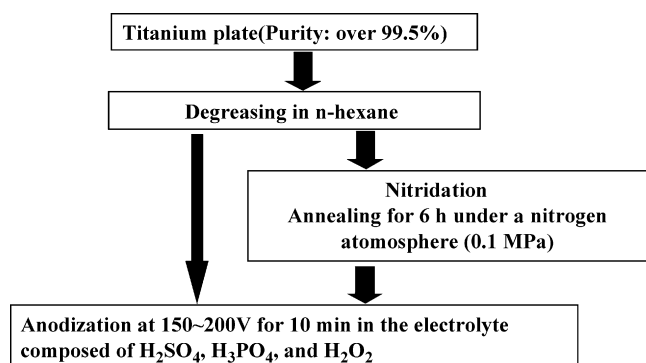 Titanium plate(Purity: over 99.5%)
Degreasing in n-hexane
Nitridation
Annealing for 6 h under a nitrogen
atomosphere (0.1 MPa)
Anodization at 150~200V for 10 min in the electrolyte
composed of H₂SO₄, H₃PO₄, and H₂O₂